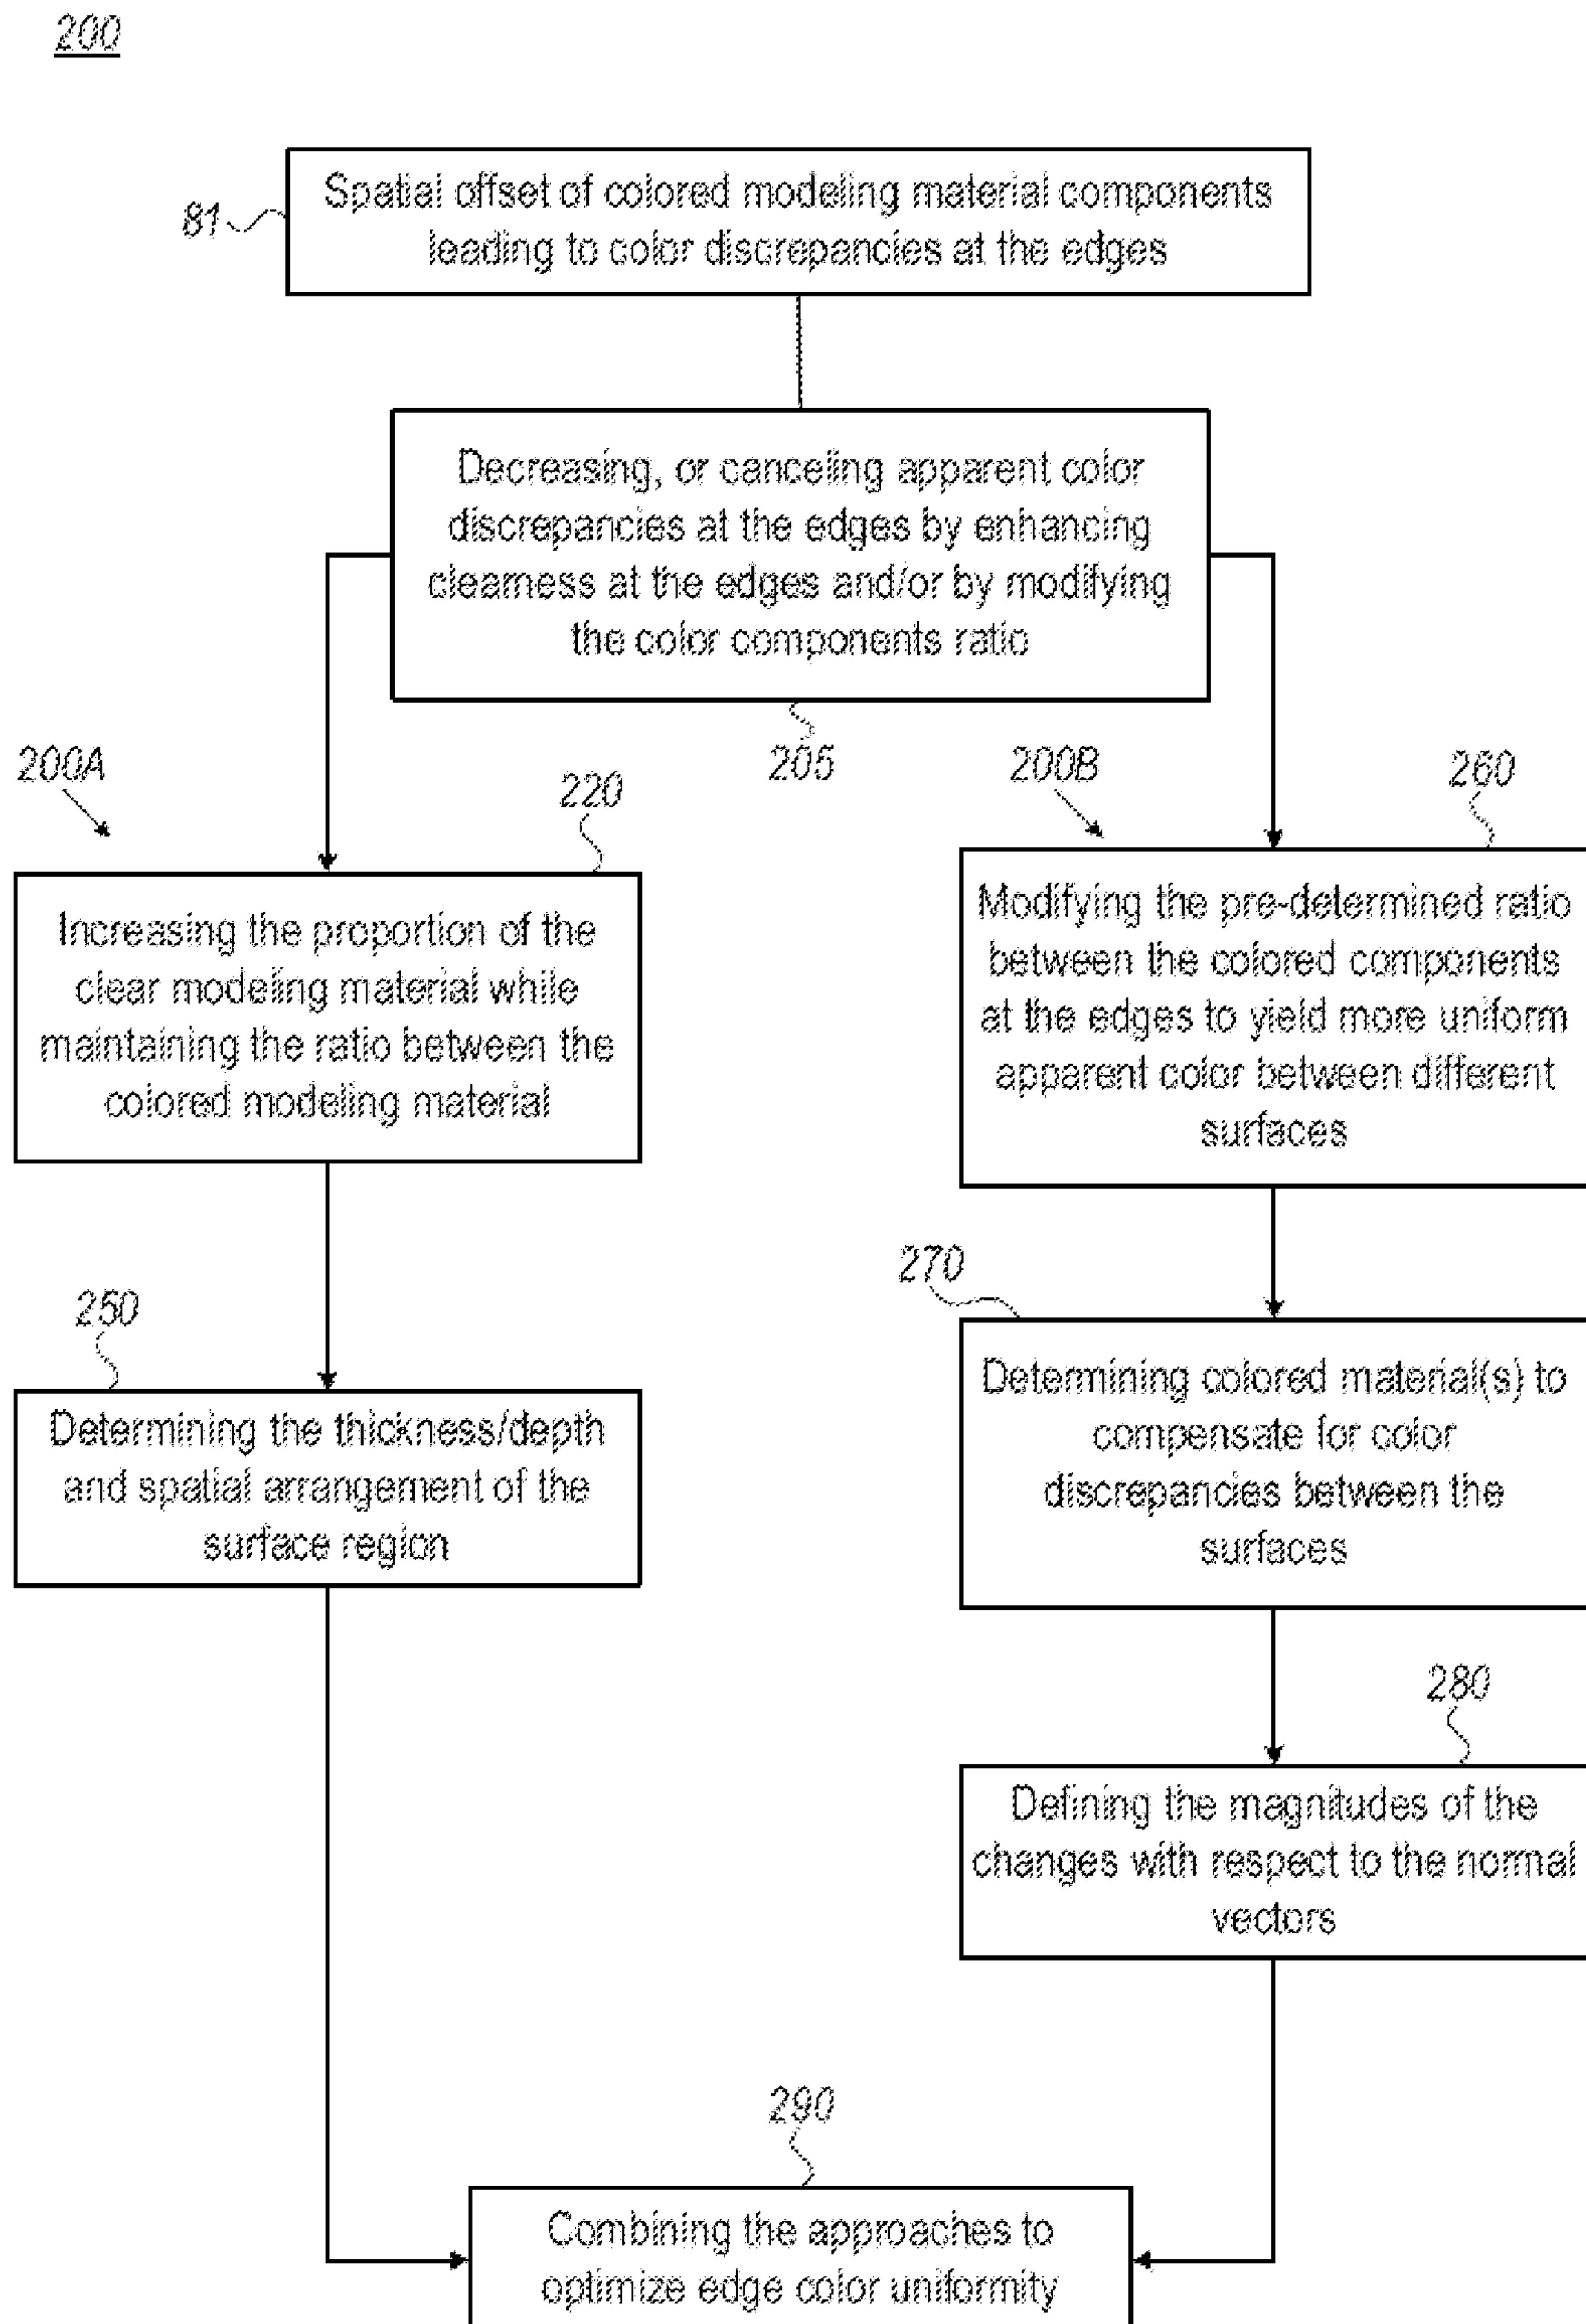 200
81
Spatial offset of colored modeling material components
leading to color discrepancies at the edges
Decreasing, or canceling apparent color
discrepancies at the edges by enhancing
clearness at the edges and/or by modifying
the color components ratio
205
200A
220
Increasing the proportion of the
clear modeling material while
maintaining the ratio between the
colored modeling material
250
Determining the thickness/depth
and spatial arrangement of the
surface region
200B
260
Modifying the pre-determined ratio
between the colored components
at the edges to yield more uniform
apparent color between different
surfaces
270
Determining colored material(s) to
compensate for color
discrepancies between the
surfaces
280
Defining the magnitudes of the
changes with respect to the normal
vectors
290
Combining the approaches to
optimize edge color uniformity